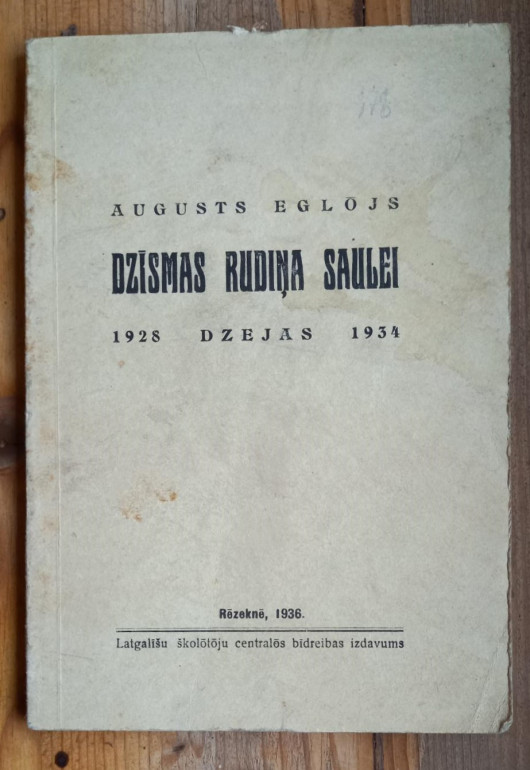 AUGUSTS EGLŌJS
DZĪSMAS RUDIŅA SAULEI
1928 DZEJAS 1934
Rēzeknē, 1936.
Latgalīšu školōtōju centralōs bīdreibas izdavums